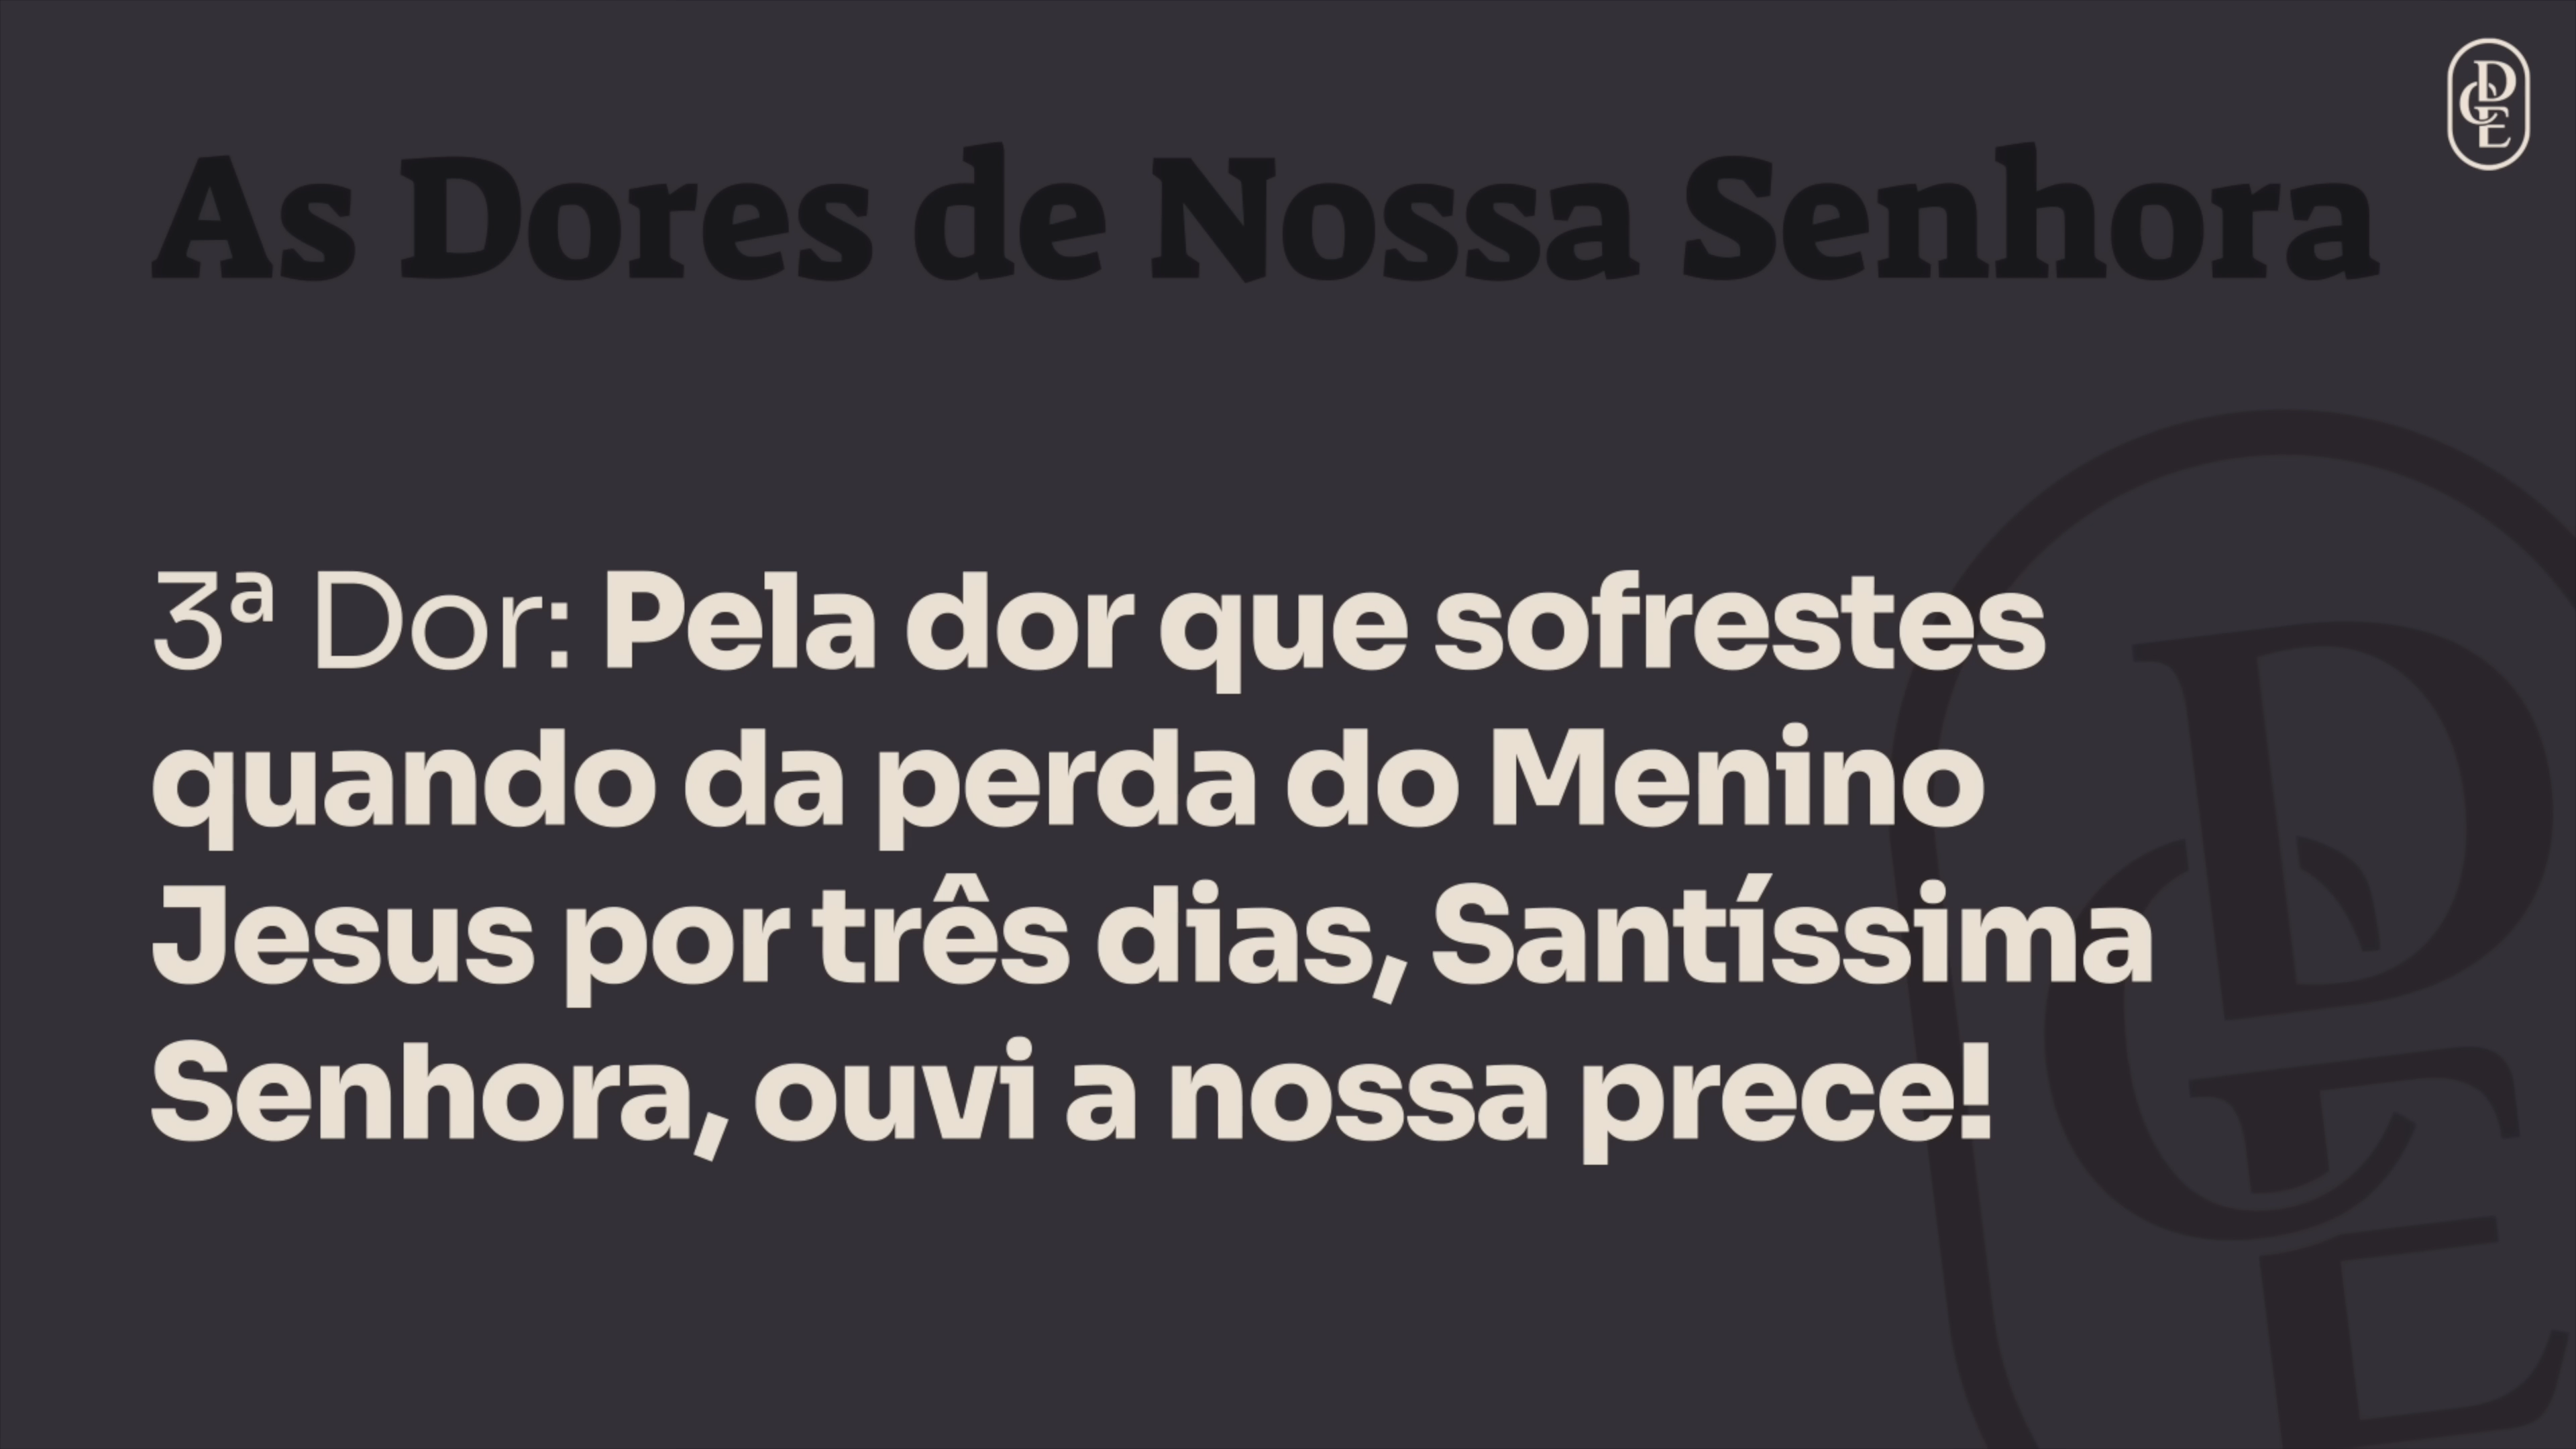 As Dores de Nossa Senhora
3ª Dor: Pela dor que sofrestes
quando da perda do Menino
Jesus por três dias, Santíssima
Senhora, ouvi a nossa prece!